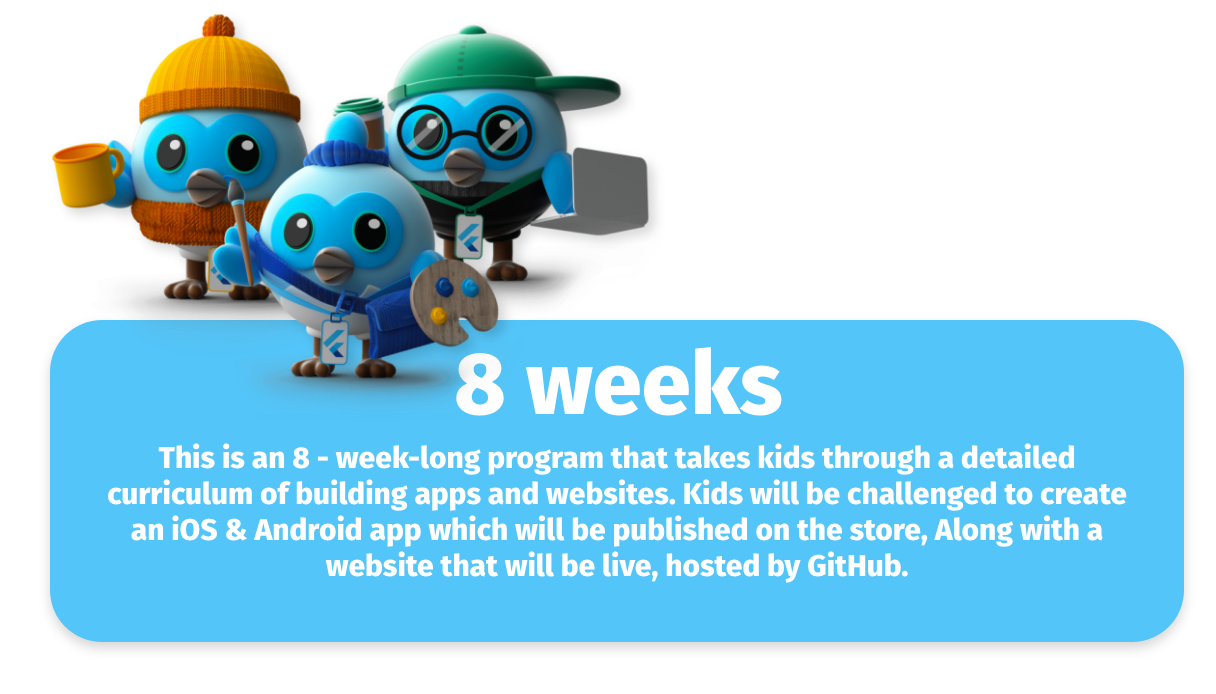 8 weeks
This is an 8 - week-long program that takes kids through a detailed
curriculum of building apps and websites. Kids will be challenged to create
an iOS & Android app which will be published on the store, Along with a
website that will be live, hosted by GitHub.